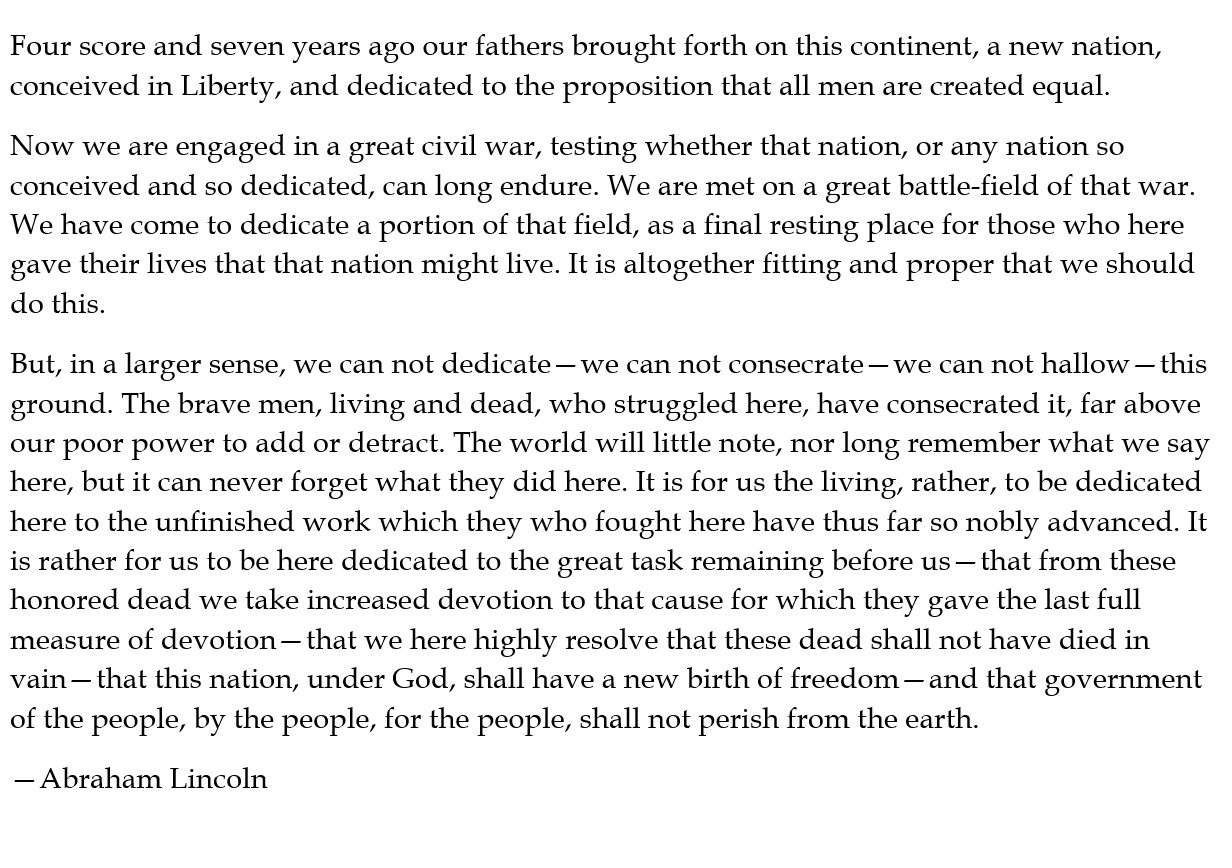 Four score and seven years ago our fathers brought forth on this continent, a new nation,
conceived in Liberty, and dedicated to the proposition that all men are created equal.
Now we are engaged in a great civil war, testing whether that nation, or any nation so
conceived and so dedicated, can long endure. We are met on a great battle-field of that war.
We have come to dedicate a portion of that field, as a final resting place for those who here
gave their lives that that nation might live. It is altogether fitting and proper that we should
do this.
But, in a larger sense, we can not dedicate—we can not consecrate—we can not hallow—this
ground. The brave men, living and dead, who struggled here, have consecrated it, far above
our poor power to add or detract. The world will little note, nor long remember what we say
here, but it can never forget what they did here. It is for us the living, rather, to be dedicated
here to the unfinished work which they who fought here have thus far so nobly advanced. It
is rather for us to be here dedicated to the great task remaining before us—that from these
honored dead we take increased devotion to that cause for which they gave the last full
measure of devotion—that we here highly resolve that these dead shall not have died in
vain—that this nation, under God, shall have a new birth of freedom—and that government
of the people, by the people, for the people, shall not perish from the earth.
—Abraham Lincoln